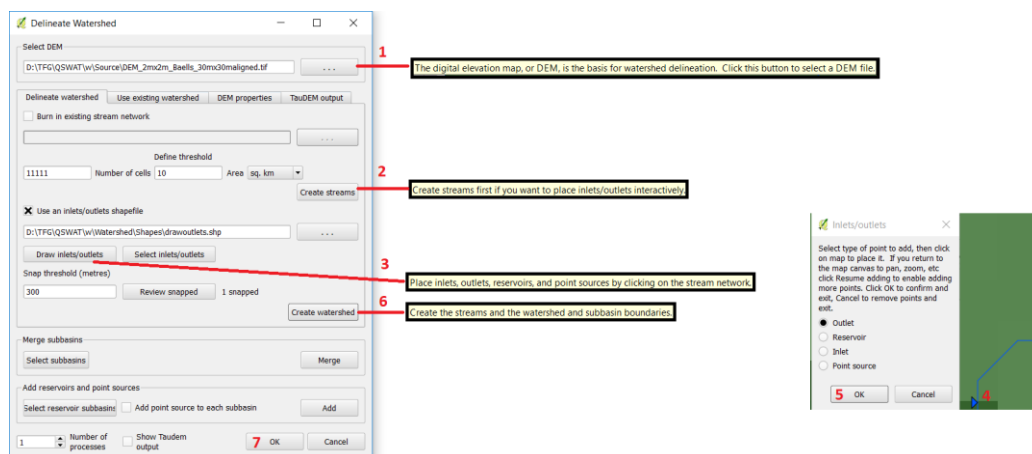 Delineate Watershed
Select DEM
D:\TFG\QSWAT\w\Source\DEM_2mx2m_Baells_30mx30maligned.tif
...
1
The digital elevation map, or DEM, is the basis for watershed delineation. Click this button to select a DEM file.
Delineate watershed Use existing watershed DEM properties TauDEM output
Burn in existing stream network
...
Define threshold
11111 Number of cells 10 Area sq. km
2
Create streams
Create streams first if you want to place inlets/outlets interactively.
Use an inlets/outlets shapefile
D:\TFG\QSWAT\w\Watershed\Shapes\drawoutlets.shp
...
Draw inlets/outlets Select inlets/outlets
3
Snap threshold (metres)
Place inlets, outlets, reservoirs, and point sources by clicking on the stream network.
300 Review snapped 1 snapped
6
Create watershed
Create the streams and the watershed and subbasin boundaries.
Merge subbasins
Select subbasins Merge
Add reservoirs and point sources
Select reservoir subbasins Add point source to each subbasin Add
1 Number of processes Show Taudem output 7 OK Cancel
Inlets/outlets
Select type of point to add, then click
on map to place it. If you return to
the map canvas to pan, zoom, etc
click Resume adding to enable adding
more points. Click OK to confirm and
exit, Cancel to remove points and
exit.
Outlet
Reservoir
Inlet
Point source
5 OK Cancel 4